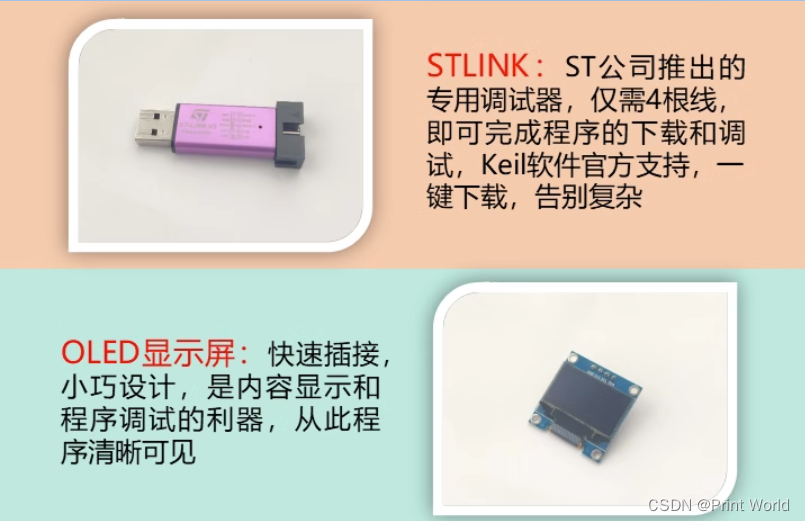 STLINK：ST公司推出的
专用调试器，仅需4根线，
即可完成程序的下载和调
试，Keil软件官方支持，一
键下载，告别复杂
OLED显示屏：快速插接，
小巧设计，是内容显示和
程序调试的利器，从此程
序清晰可见
CSDN @Print World